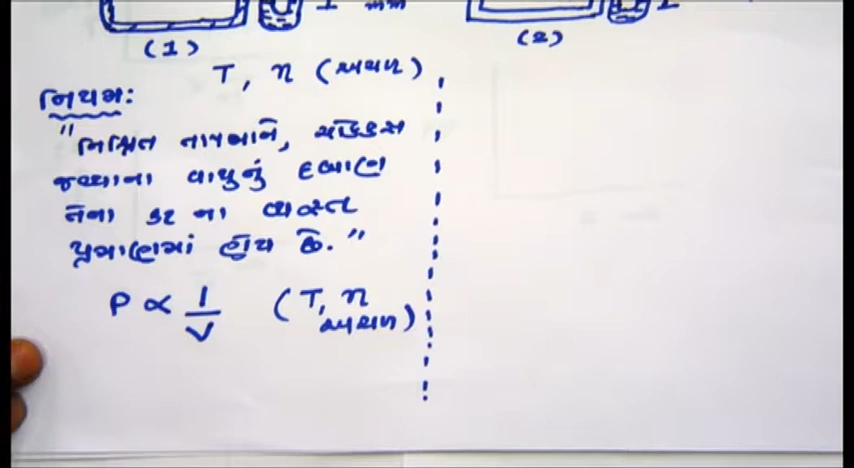 (1)
(2)
T, n (અચળ)
નિયમ:
"નિશ્ચિત તાપમાને, ચોક્કસ
જથ્થાના વાયુનું દબાણ
તેના કદ ના વ્યસ્ત
પ્રમાણમાં હોય છે."
P ∝ 1/V (T, n
અચળ)